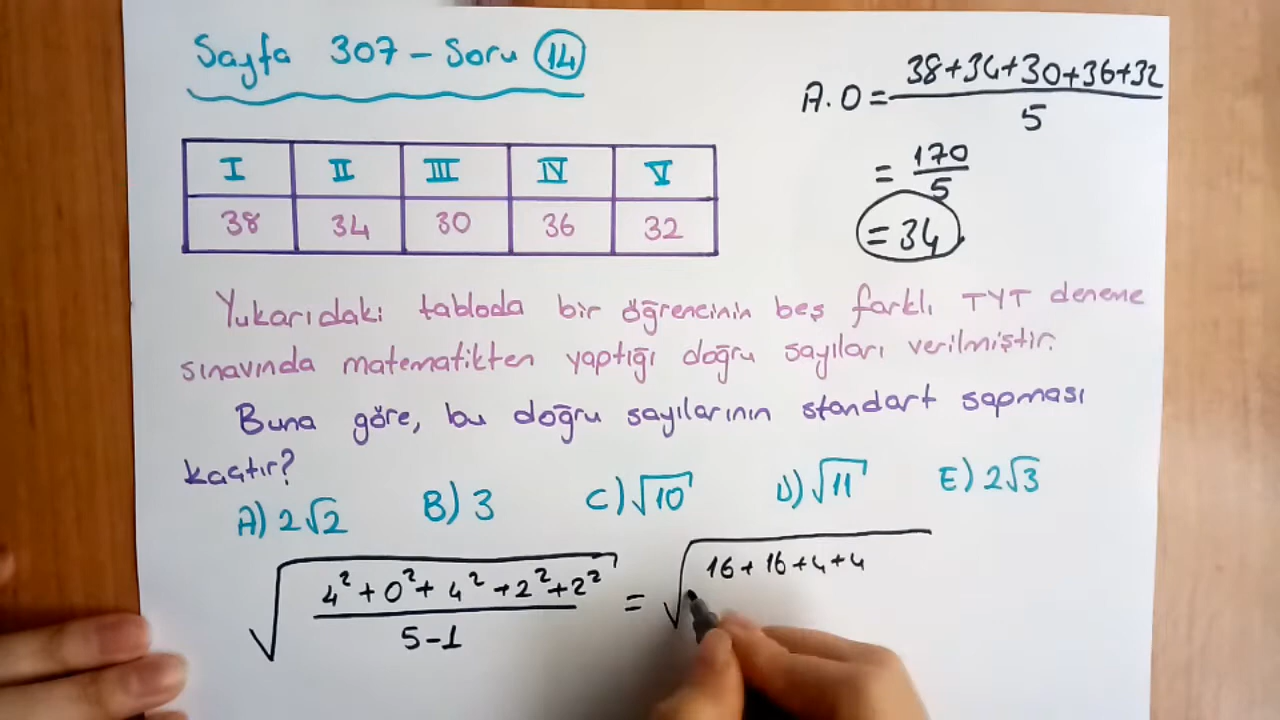 Sayfa 307 - Soru 14
A.O = 38+34+30+36+32
5
= 170
5
= 34
I II III IV V
38 34 30 36 32
Yukarıdaki tabloda bir öğrencinin beş farklı TYT deneme
sınavında matematikten yaptığı doğru sayıları verilmiştir.
Buna göre, bu doğru sayılarının standart sapması
kaçtır?
A) 2√2 B) 3 C) √10 D) √11 E) 2√3
√ 4² + 0² + 4² + 2² + 2² = √ 16 + 16 + 4 + 4
5 - 1